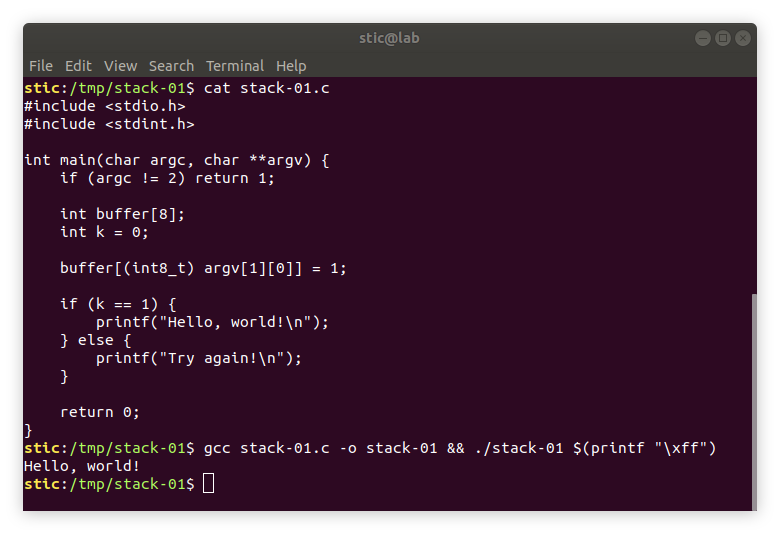 stic@lab
File Edit View Search Terminal Help
stic:/tmp/stack-01$ cat stack-01.c
#include <stdio.h>
#include <stdint.h>

int main(char argc, char **argv) {
    if (argc != 2) return 1;

    int buffer[8];
    int k = 0;

    buffer[(int8_t) argv[1][0]] = 1;

    if (k == 1) {
        printf("Hello, world!\n");
    } else {
        printf("Try again!\n");
    }

    return 0;
}
stic:/tmp/stack-01$ gcc stack-01.c -o stack-01 && ./stack-01 $(printf "\xff")
Hello, world!
stic:/tmp/stack-01$